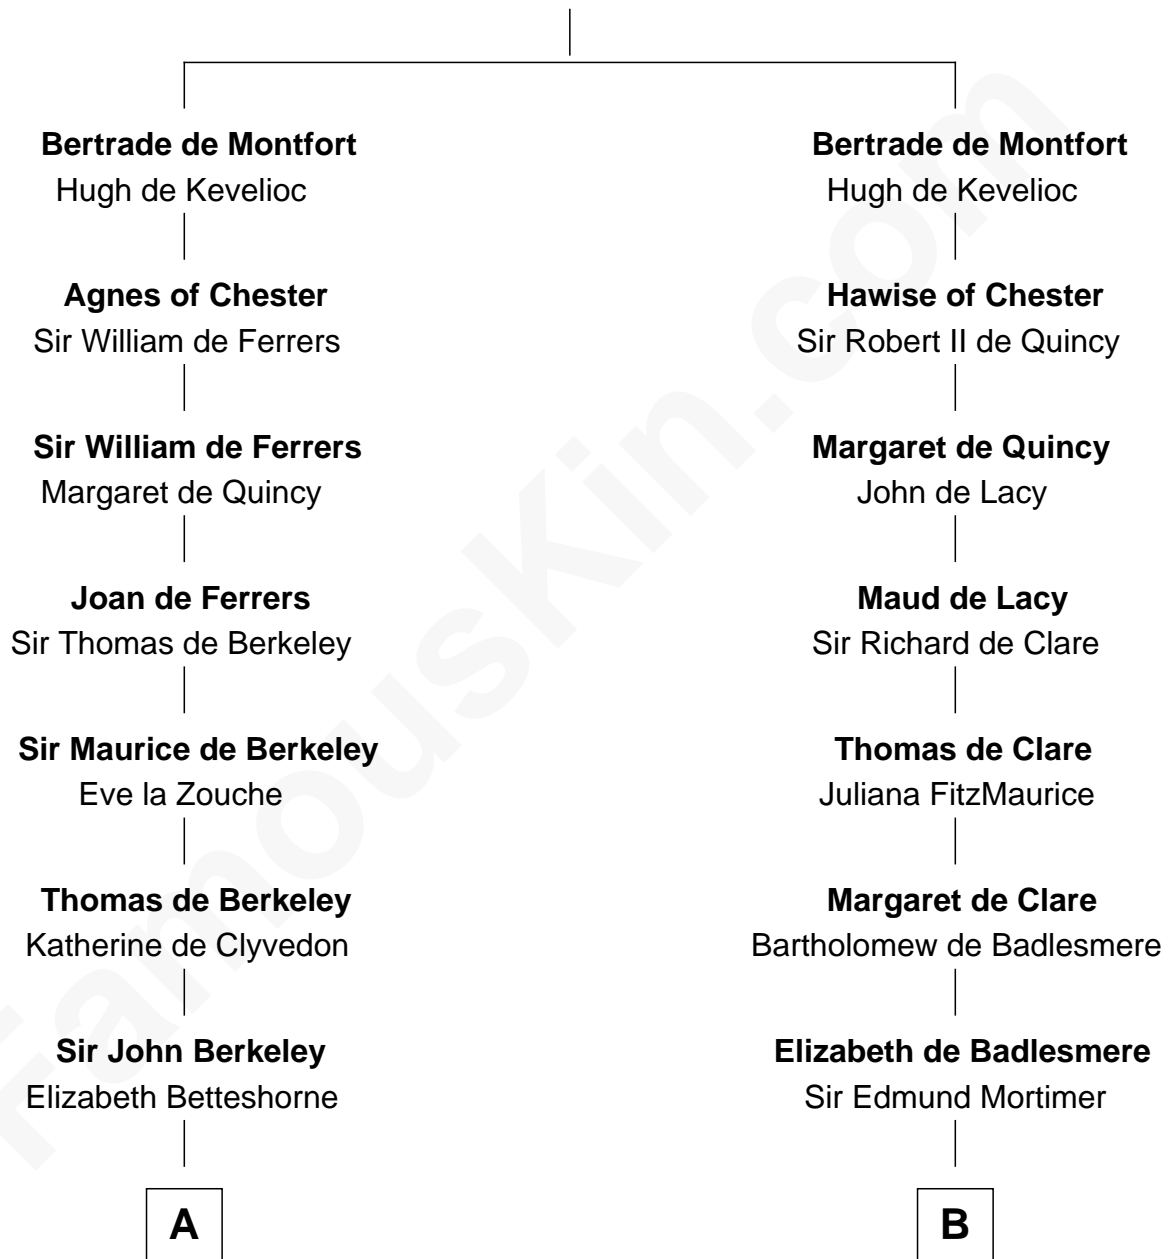 Bertrade de Montfort
Hugh de Kevelioc
Agnes of Chester
Sir William de Ferrers
Sir William de Ferrers
Margaret de Quincy
Joan de Ferrers
Sir Thomas de Berkeley
Sir Maurice de Berkeley
Eve la Zouche
Thomas de Berkeley
Katherine de Clyvedon
Sir John Berkeley
Elizabeth Betteshorne
A
Bertrade de Montfort
Hugh de Kevelioc
Hawise of Chester
Sir Robert II de Quincy
Margaret de Quincy
John de Lacy
Maud de Lacy
Sir Richard de Clare
Thomas de Clare
Juliana FitzMaurice
Margaret de Clare
Bartholomew de Badlesmere
Elizabeth de Badlesmere
Sir Edmund Mortimer
B
FamousKin.com